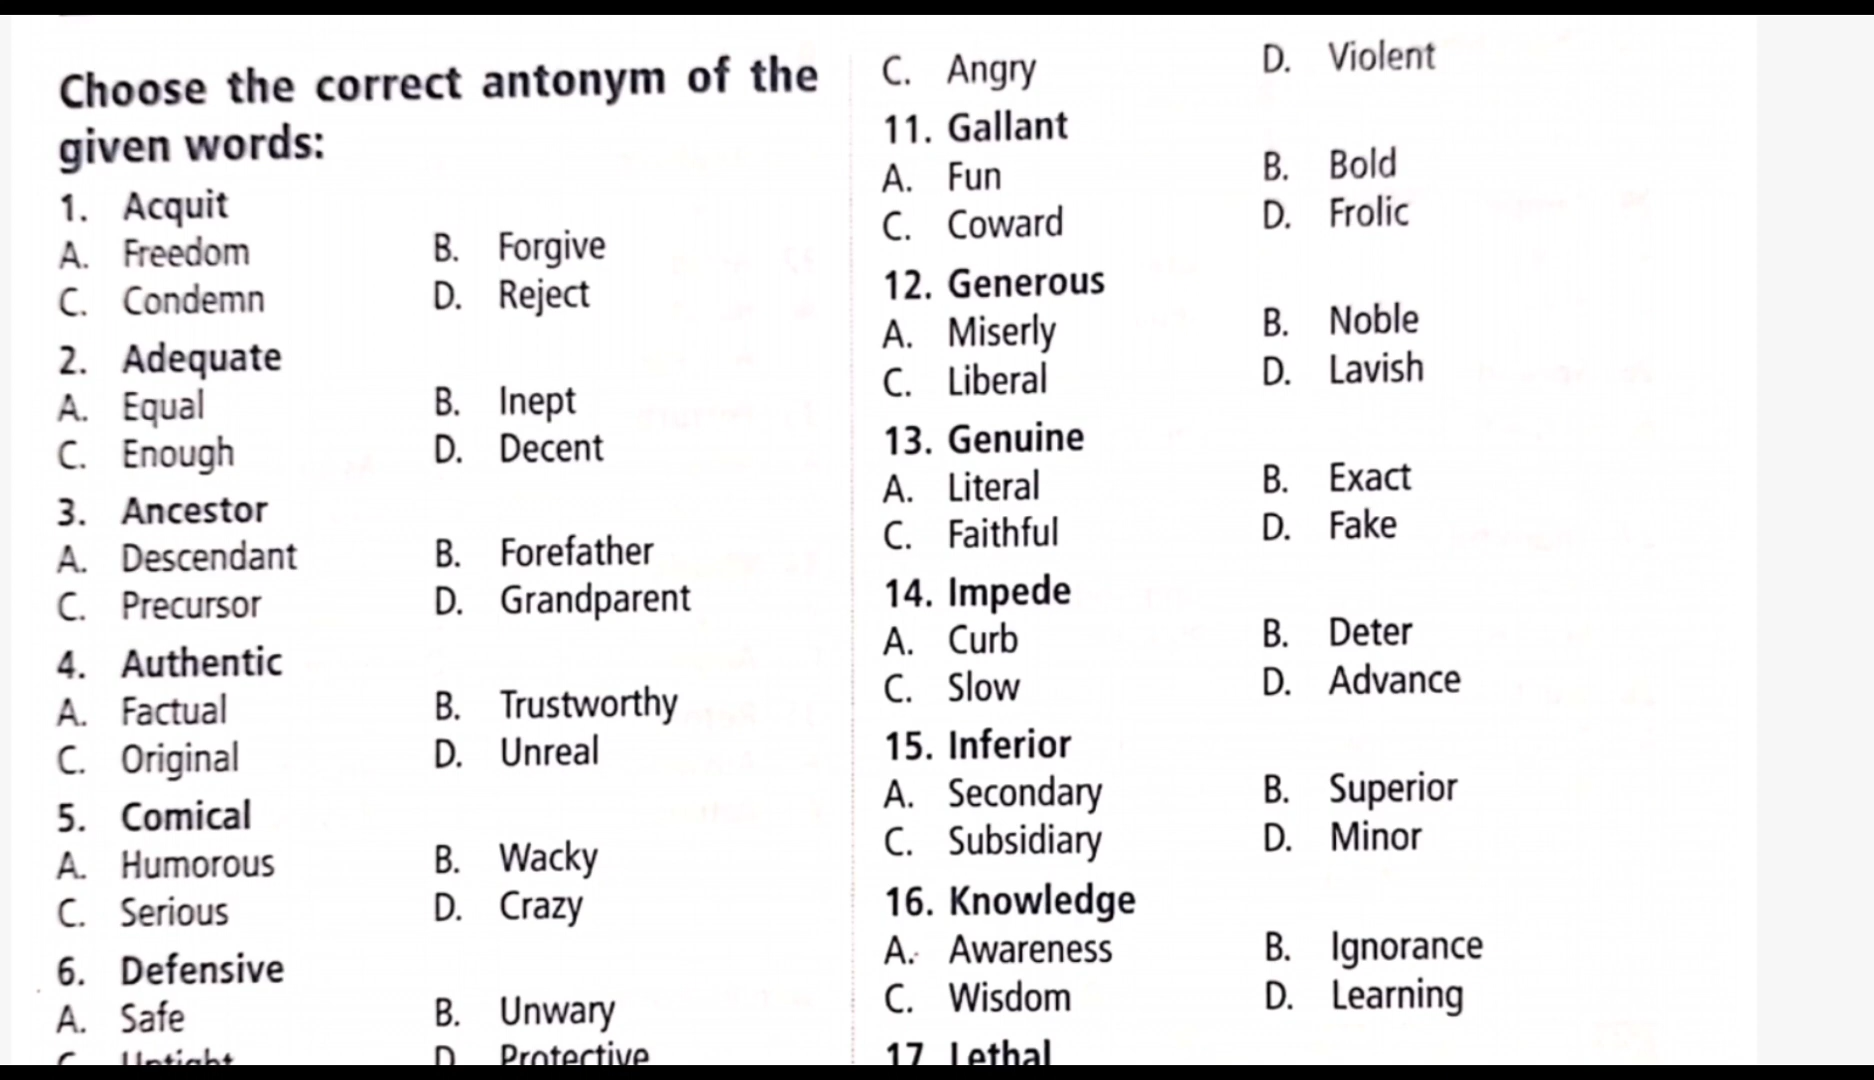 Choose the correct antonym of the
given words:
1. Acquit
A. Freedom B. Forgive
C. Condemn D. Reject
2. Adequate
A. Equal B. Inept
C. Enough D. Decent
3. Ancestor
A. Descendant B. Forefather
C. Precursor D. Grandparent
4. Authentic
A. Factual B. Trustworthy
C. Original D. Unreal
5. Comical
A. Humorous B. Wacky
C. Serious D. Crazy
6. Defensive
A. Safe B. Unwary
C. Uptight D. Protective
C. Angry D. Violent
11. Gallant
A. Fun B. Bold
C. Coward D. Frolic
12. Generous
A. Miserly B. Noble
C. Liberal D. Lavish
13. Genuine
A. Literal B. Exact
C. Faithful D. Fake
14. Impede
A. Curb B. Deter
C. Slow D. Advance
15. Inferior
A. Secondary B. Superior
C. Subsidiary D. Minor
16. Knowledge
A. Awareness B. Ignorance
C. Wisdom D. Learning
17. Lethal